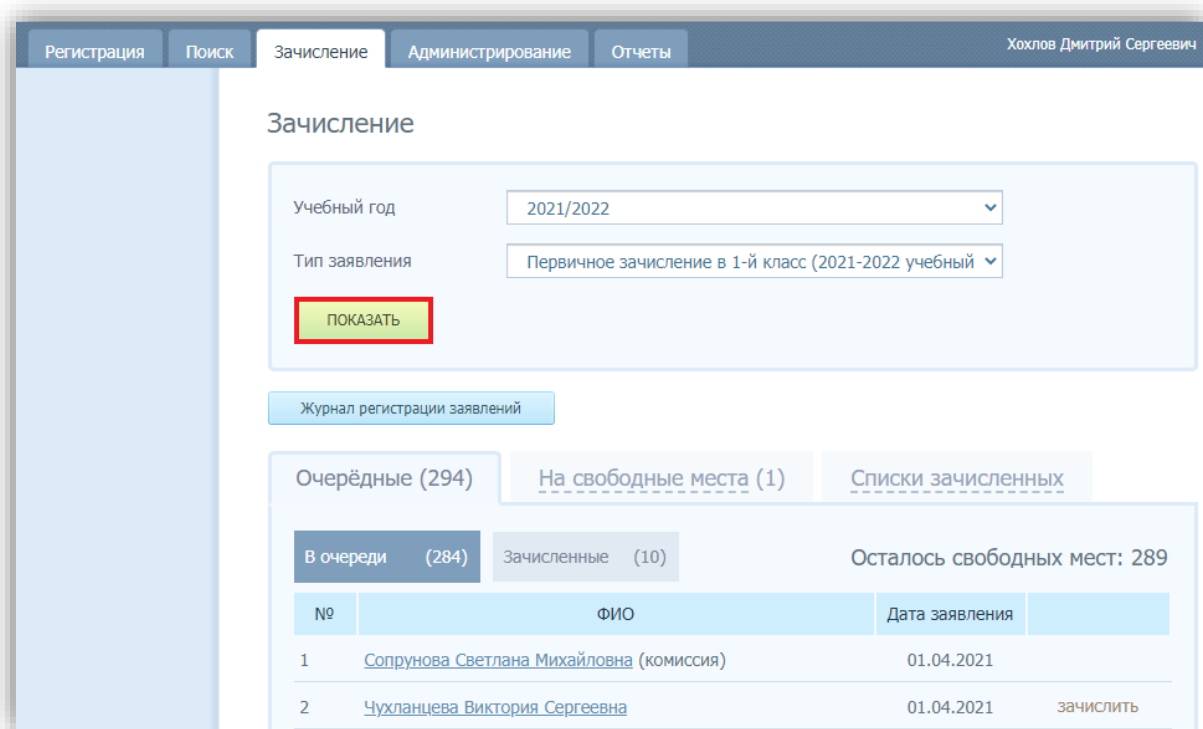 Регистрация Поиск Зачисление Администрирование Отчеты Хохлов Дмитрий Сергеевич
Зачисление
Учебный год 2021/2022
Тип заявления Первичное зачисление в 1-й класс (2021-2022 учебный
ПОКАЗАТЬ
Журнал регистрации заявлений
Очерёдные (294) На свободные места (1) Списки зачисленных
В очереди (284) Зачисленные (10) Осталось свободных мест: 289
№ ФИО Дата заявления
1 Сопрунова Светлана Михайловна (комиссия) 01.04.2021
2 Чухланцева Виктория Сергеевна 01.04.2021 зачислить